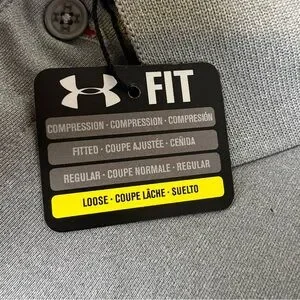 FIT
COMPRESSION · COMPRESSION · COMPRESIÓN
FITTED · COUPE AJUSTÉE · CEÑIDA
REGULAR · COUPE NORMALE · REGULAR
LOOSE · COUPE LÂCHE · SUELTO